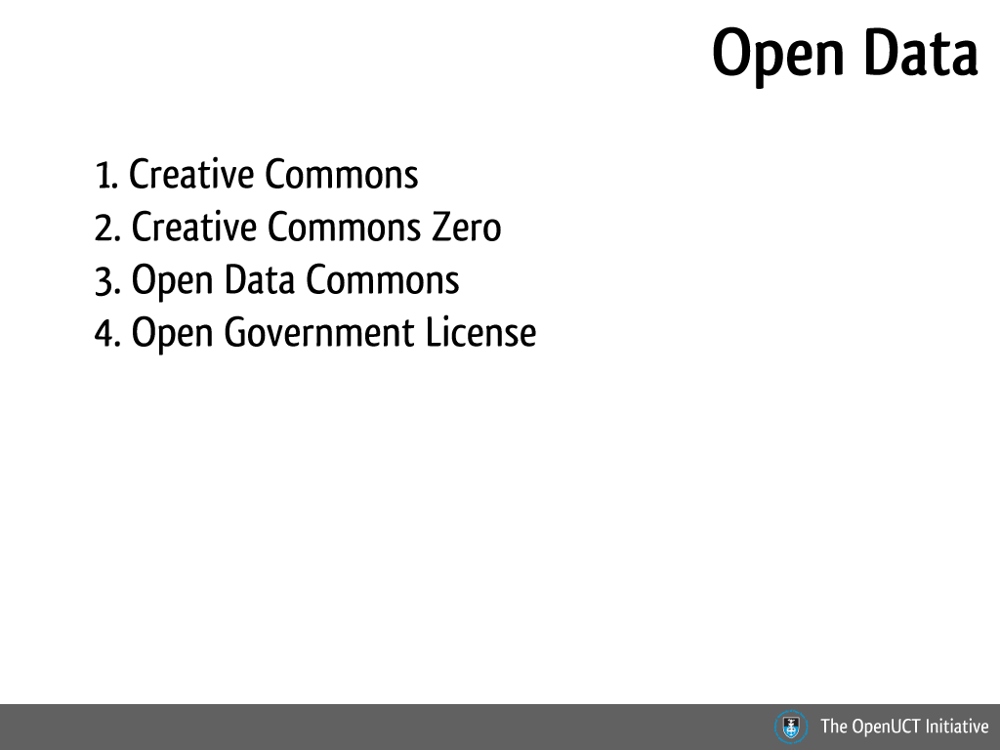 Open Data
1. Creative Commons
2. Creative Commons Zero
3. Open Data Commons
4. Open Government License
The OpenUCT Initiative